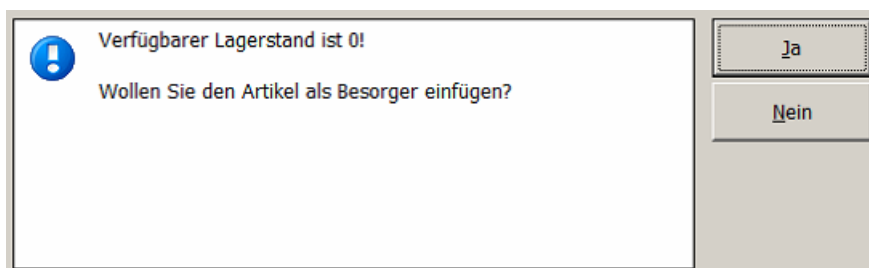 Verfügbarer Lagerstand ist 0!
Wollen Sie den Artikel als Besorger einfügen?
Ja
Nein